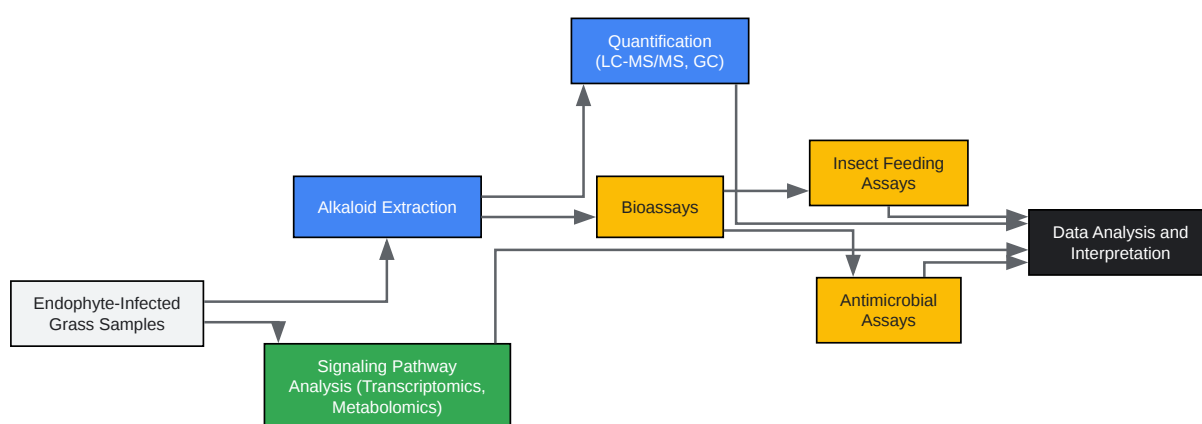 Quantification
(LC-MS/MS, GC)
Insect Feeding
Assays
Alkaloid Extraction
Bioassays
Data Analysis and
Interpretation
Endophyte-Infected
Grass Samples
Antimicrobial
Assays
Signaling Pathway
Analysis (Transcriptomics,
Metabolomics)